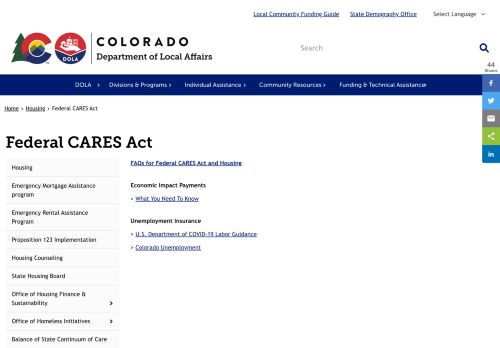 Local Community Funding Guide State Demography Office Select Language
COLORADO
Department of Local Affairs
DOLA
Search
44
Shares
DOLA Divisions & Programs Individual Assistance Community Resources Funding & Technical Assistance
Home › Housing › Federal CARES Act
Federal CARES Act
Housing
Emergency Mortgage Assistance
program
Emergency Rental Assistance
Program
Proposition 123 Implementation
Housing Counseling
State Housing Board
Office of Housing Finance &
Sustainability
Office of Homeless Initiatives
Balance of State Continuum of Care
FAQs for Federal CARES Act and Housing
Economic Impact Payments
> What You Need To Know
Unemployment Insurance
> U.S. Department of COVID-19 Labor Guidance
> Colorado Unemployment